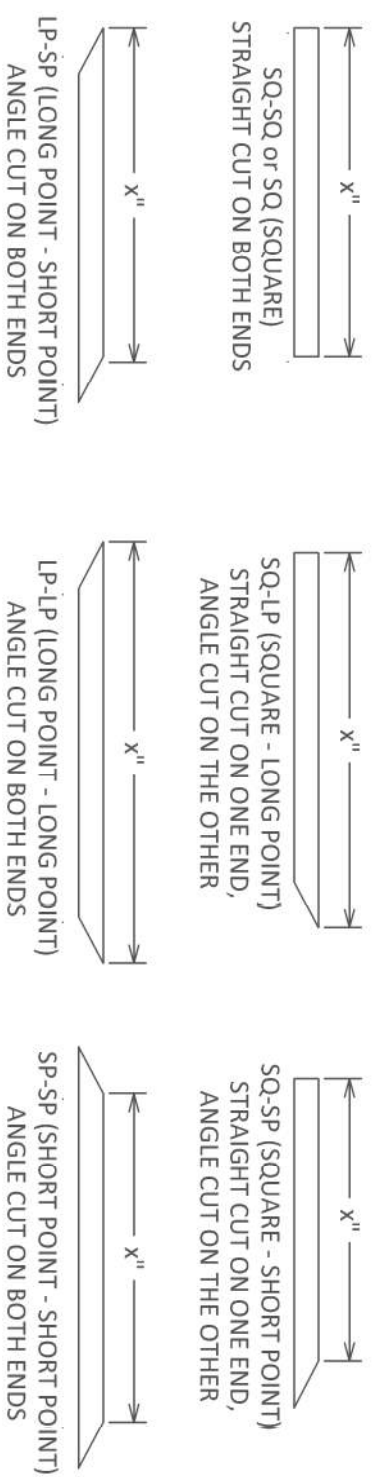 x"
SQ-SQ or SQ (SQUARE)
STRAIGHT CUT ON BOTH ENDS
x"
SQ-LP (SQUARE - LONG POINT)
STRAIGHT CUT ON ONE END,
ANGLE CUT ON THE OTHER
x"
SQ-SP (SQUARE - SHORT POINT)
STRAIGHT CUT ON ONE END,
ANGLE CUT ON THE OTHER
x"
LP-SP (LONG POINT - SHORT POINT)
ANGLE CUT ON BOTH ENDS
x"
LP-LP (LONG POINT - LONG POINT)
ANGLE CUT ON BOTH ENDS
x"
SP-SP (SHORT POINT - SHORT POINT)
ANGLE CUT ON BOTH ENDS